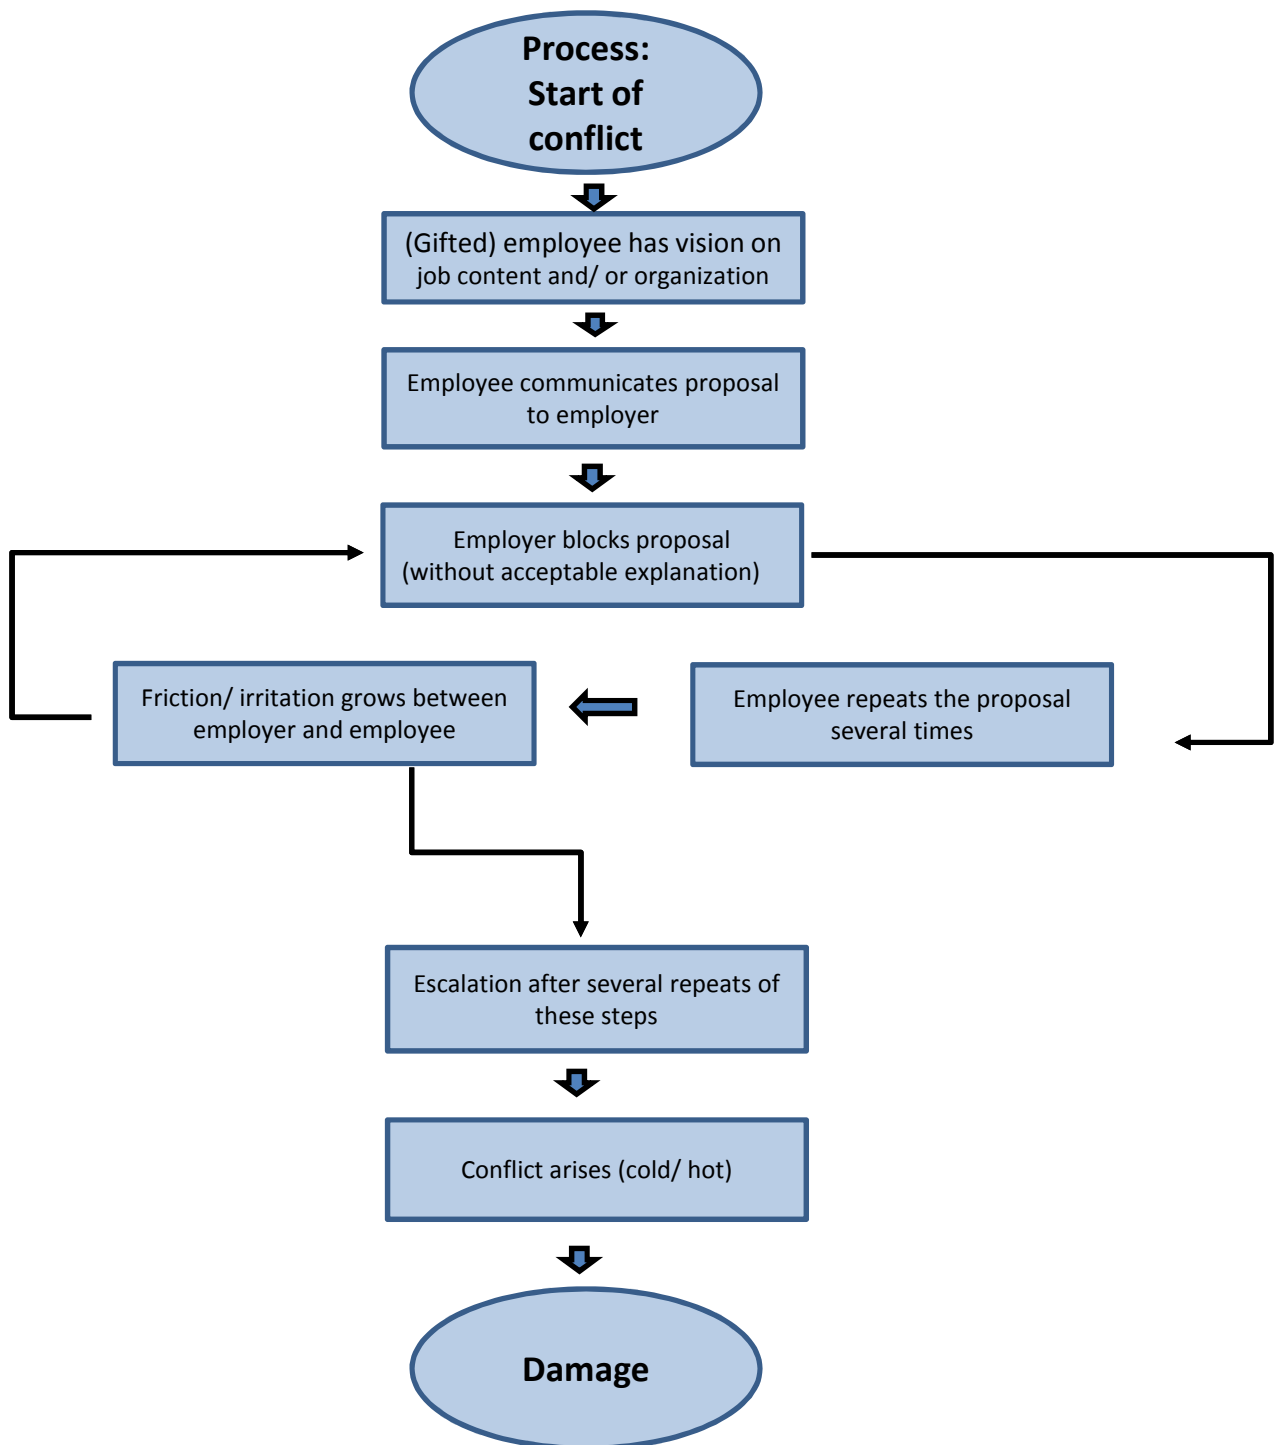 Process:
Start of
conflict
(Gifted) employee has vision on
job content and/ or organization
Employee communicates proposal
to employer
Employer blocks proposal
(without acceptable explanation)
Friction/ irritation grows between
employer and employee
Employee repeats the proposal
several times
Escalation after several repeats of
these steps
Conflict arises (cold/ hot)
Damage